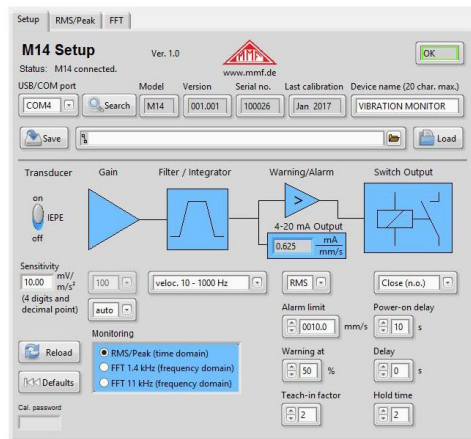 Setup RMS/Peak FFT
M14 Setup Ver. 1.0 MMF OK
Status: M14 connected. www.mmf.de
USB/COM port Model Version Serial no. Last calibration Device name (20 char. max.)
COM4 Search M14 001.001 100026 Jan 2017 VIBRATION MONITOR
Save Load
Transducer Gain Filter / Integrator Warning/Alarm Switch Output
on
IEPE
off
>
4-20 mA Output
0.625 mA
mm/s
Sensitivity
10.00 mV/
m/s²
(4 digits and
decimal point)
100 veloc. 10 - 1000 Hz RMS Close (n.o.)
auto
Alarm limit Power-on delay
0010.0 mm/s 10 s
Monitoring
RMS/Peak (time domain)
FFT 1.4 kHz (frequency domain)
FFT 11 kHz (frequency domain)
Reload
Defaults
Warning at Delay
50 % 0 s
Teach-in factor Hold time
2 2
Cal. password